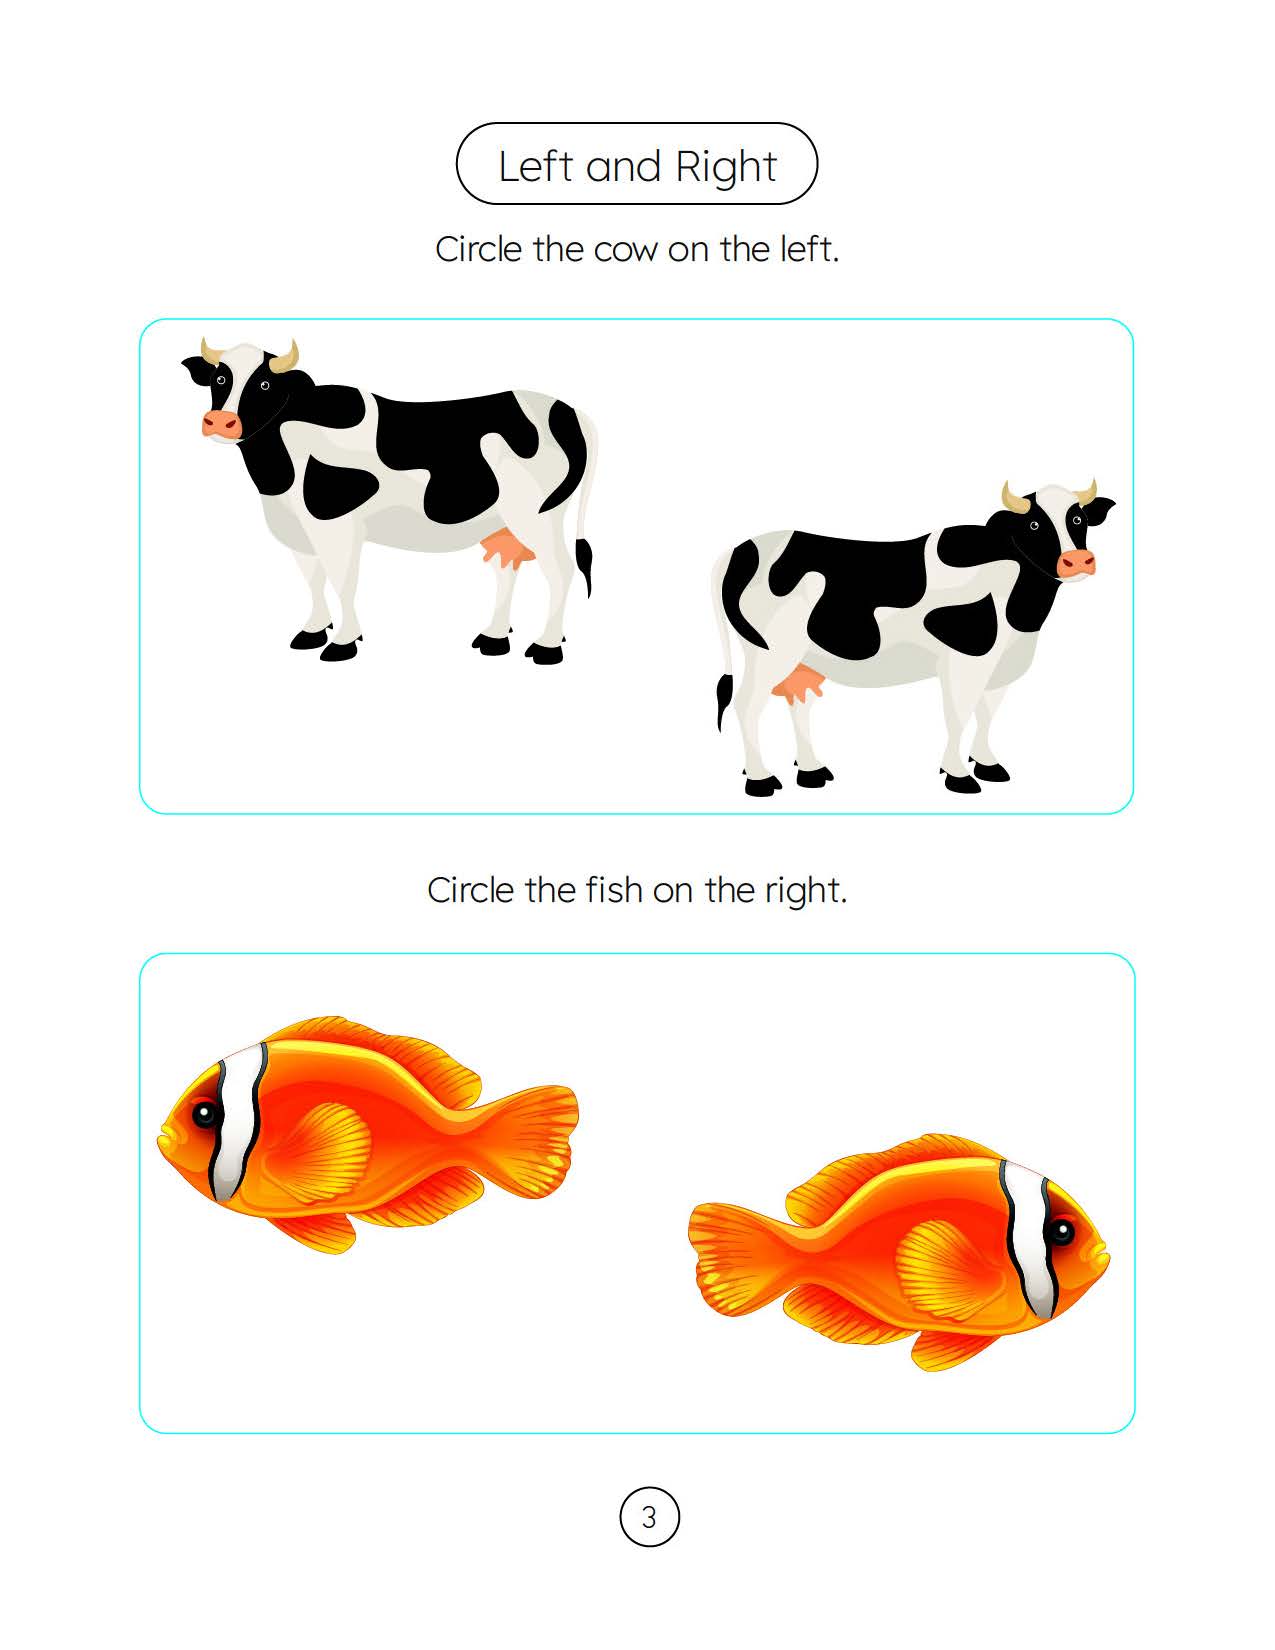 Left and Right
Circle the cow on the left.
Circle the fish on the right.
3